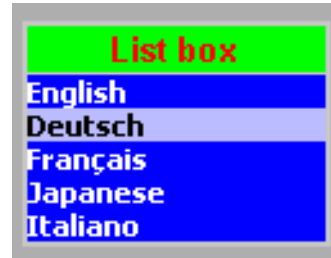 List box
English
Deutsch
Français
Japanese
Italiano